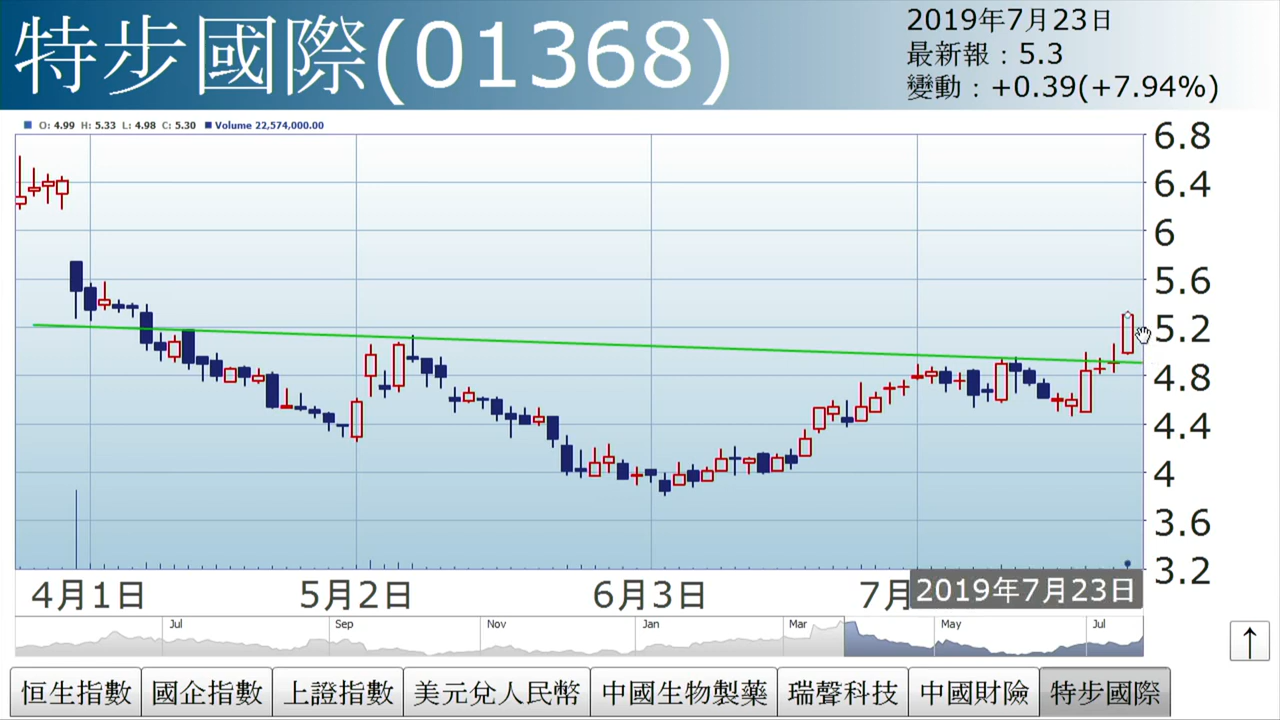 特步國際(01368)
2019年7月23日
最新報：5.3
變動：+0.39(+7.94%)
O: 4.99 H: 5.33 L: 4.98 C: 5.30 Volume 22,574,000.00
6.8
6.4
6
5.6
5.2
4.8
4.4
4
3.6
3.2
4月1日 5月2日 6月3日 7月 2019年7月23日
Jul Sep Nov Jan Mar May Jul
↑
恒生指數 國企指數 上證指數 美元兌人民幣 中國生物製藥 瑞聲科技 中國財險 特步國際